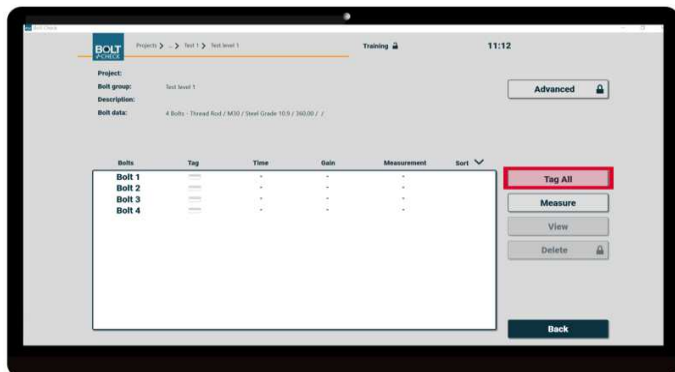 Bolt Check
BOLT
CHECK
Projects ❯ ... ❯ Test 1 ❯ Test level 1
Training
11:12
Project:
Bolt group: Test level 1
Description:
Bolt data: 4 Bolts - Thread Rod / M30 / Steel Grade 10.9 / 360.00 / /
Advanced
Bolts Tag Time Gain Measurement Sort
Bolt 1 - - -
Bolt 2 - - -
Bolt 3 - - -
Bolt 4 - - -
Tag All
Measure
View
Delete
Back